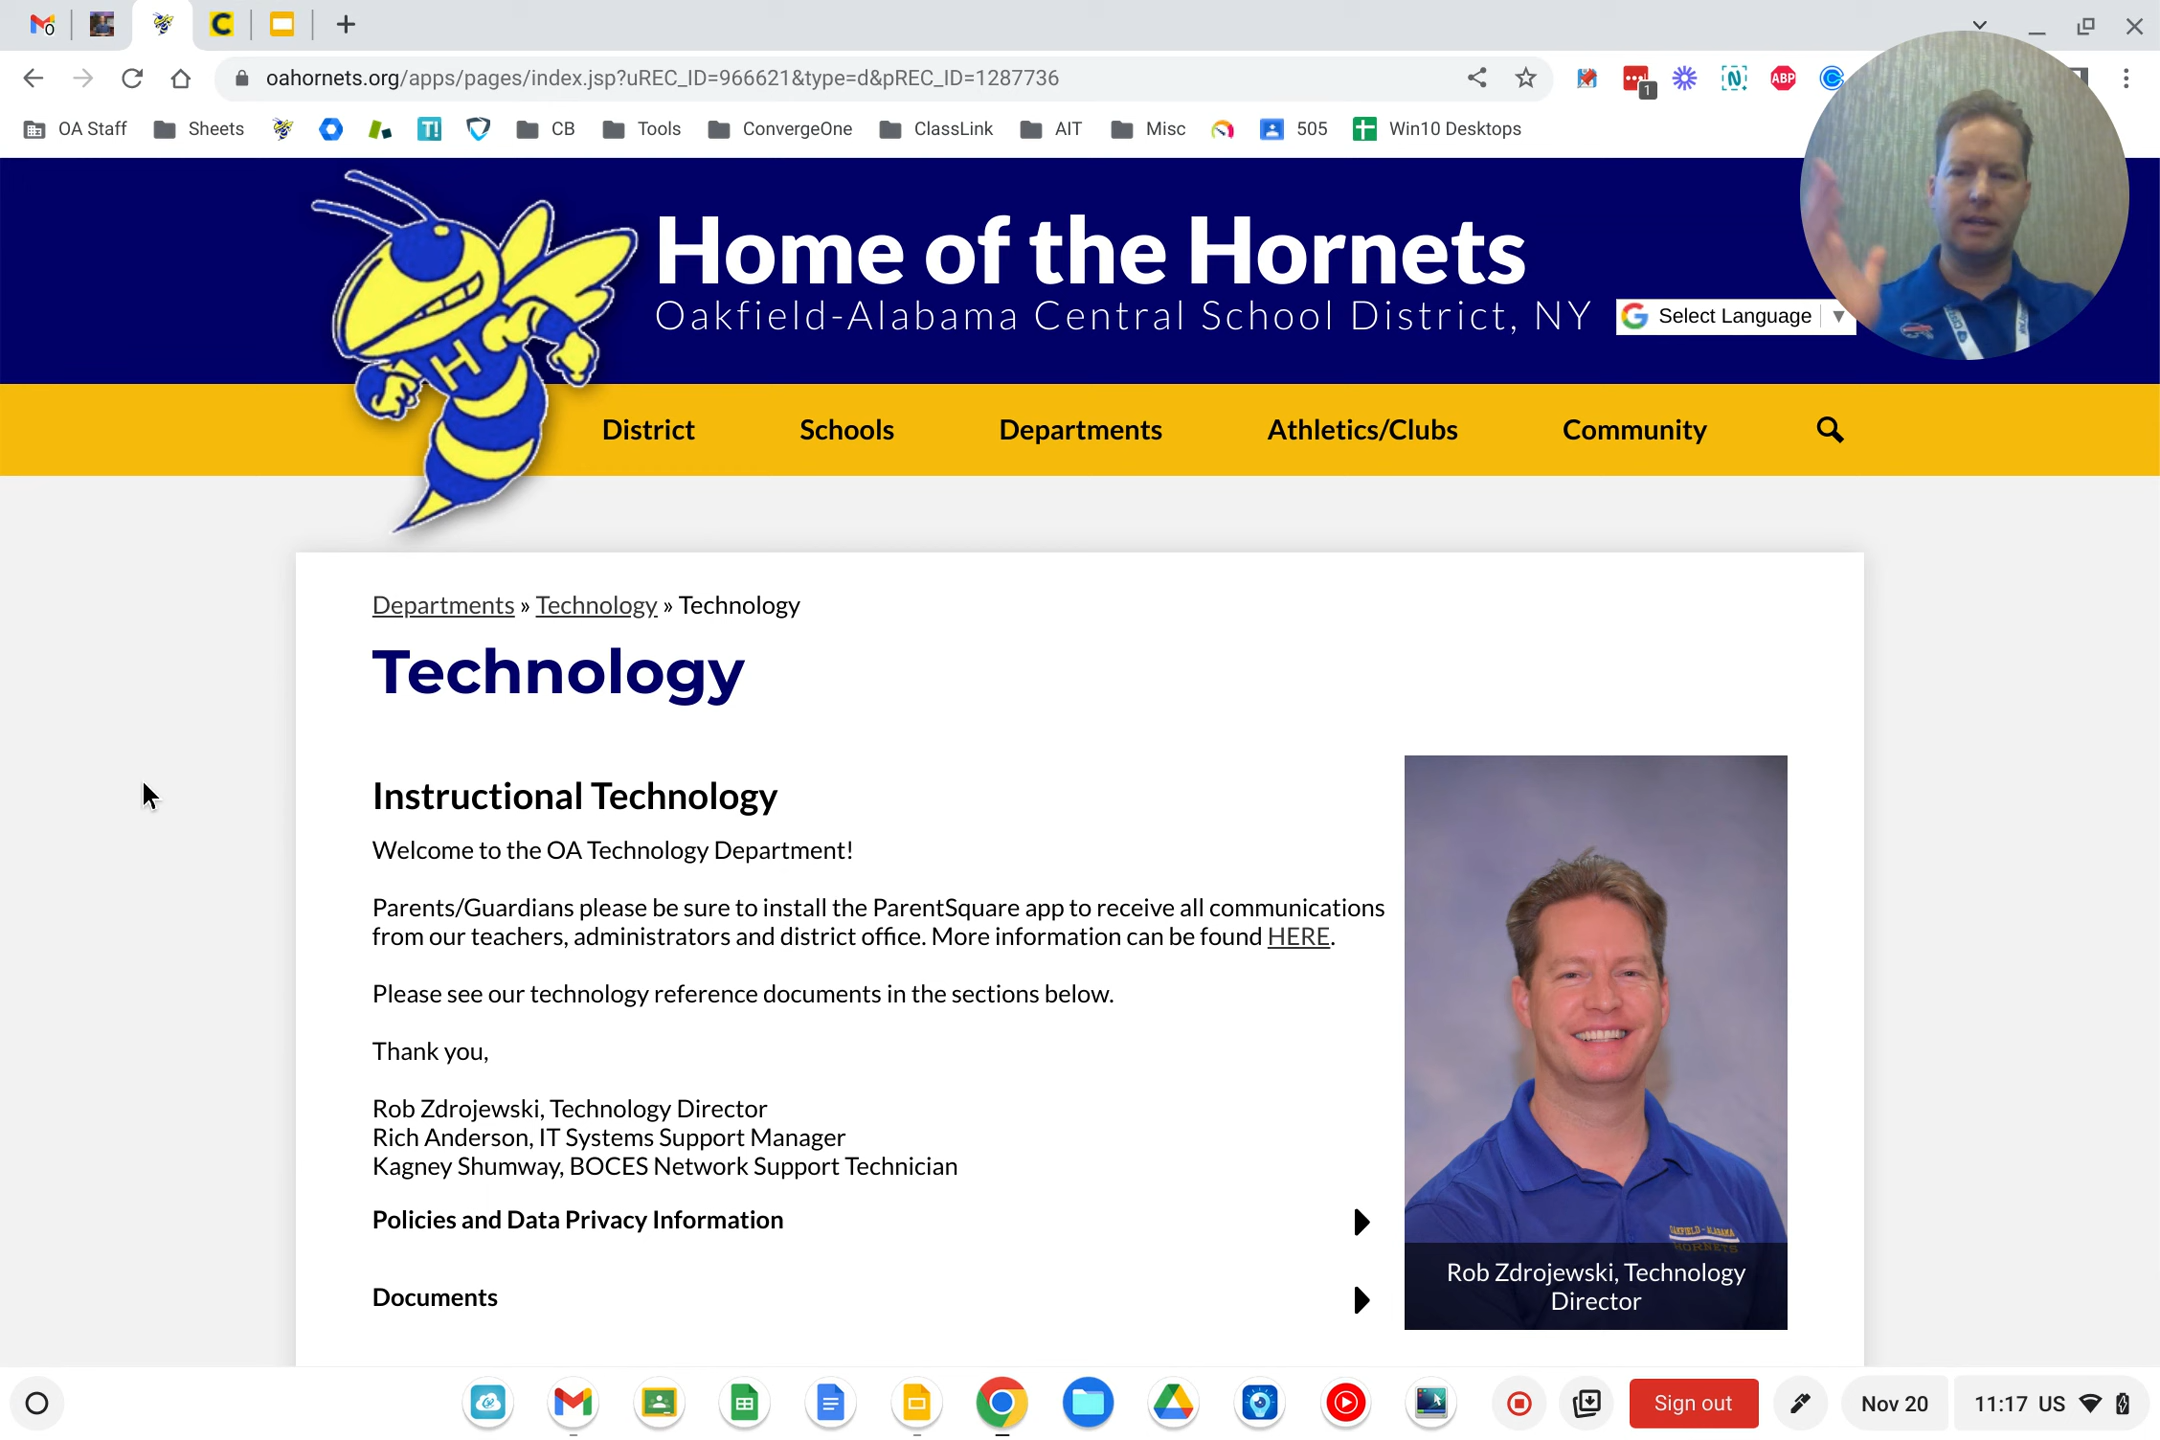 0
oahornets.org/apps/pages/index.jsp?uREC_ID=966621&type=d&pREC_ID=1287736
1
ABP
OA Staff
Sheets
T!
CB
Tools
ConvergeOne
ClassLink
AIT
Misc
505
Win10 Desktops
Home of the Hornets
Oakfield-Alabama Central School District, NY
Select Language
H
District
Schools
Departments
Athletics/Clubs
Community
Departments » Technology » Technology
Technology
Instructional Technology
Welcome to the OA Technology Department!
Parents/Guardians please be sure to install the ParentSquare app to receive all communications
from our teachers, administrators and district office. More information can be found HERE.
Please see our technology reference documents in the sections below.
Thank you,
Rob Zdrojewski, Technology Director
Rich Anderson, IT Systems Support Manager
Kagney Shumway, BOCES Network Support Technician
Policies and Data Privacy Information
Documents
OAKFIELD - ALABAMA
HORNETS
Rob Zdrojewski, Technology
Director
Sign out
Nov 20
11:17 US